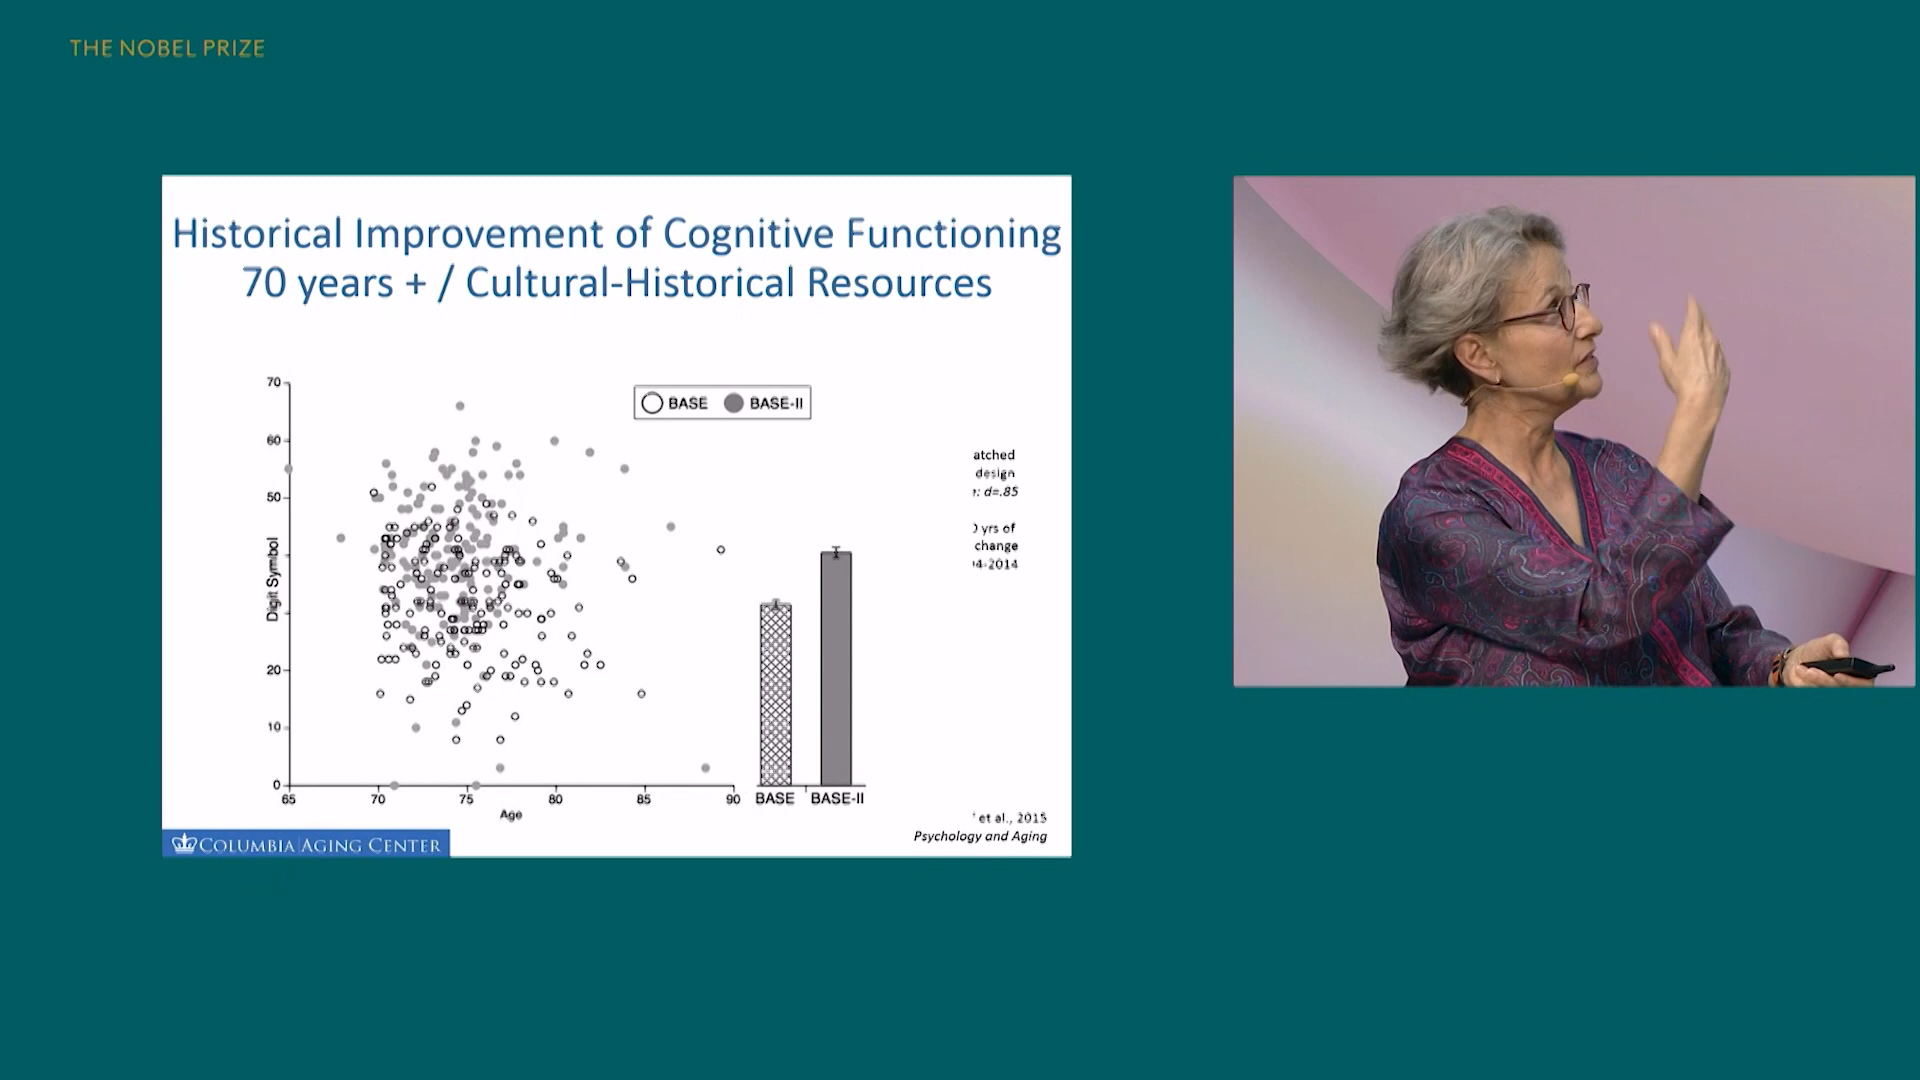 THE NOBEL PRIZE
Historical Improvement of Cognitive Functioning
70 years + / Cultural-Historical Resources
70
60
50
20
10
0
65
70
75
80
85
90
Digit Symbol
Age
BASE
BASE-II
BASE
BASE-II
atched
design
d=.85
yrs of
change
4-2014
et al., 2015
Psychology and Aging
COLUMBIA | AGING CENTER